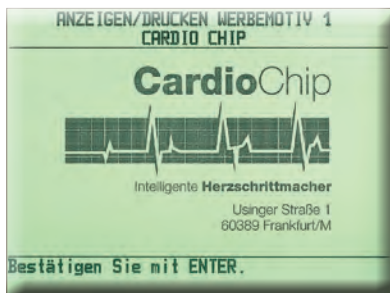 ANZEIGEN/DRUCKEN WERBEMOTIV 1
CARDIO CHIP
CardioChip
Intelligente Herzschrittmacher
Usinger Straße 1
60389 Frankfurt/M
Bestätigen Sie mit ENTER.